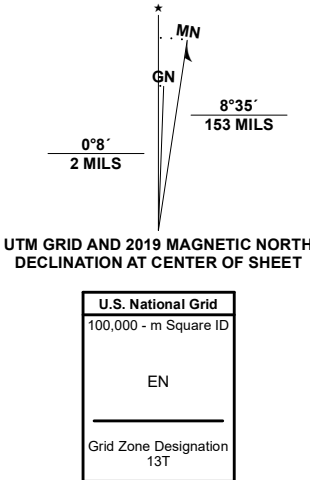 ★
MN
GN
8°35´
153 MILS
0°8´
2 MILS
UTM GRID AND 2019 MAGNETIC NORTH
DECLINATION AT CENTER OF SHEET
U.S. National Grid
100,000 - m Square ID
EN
Grid Zone Designation
13T